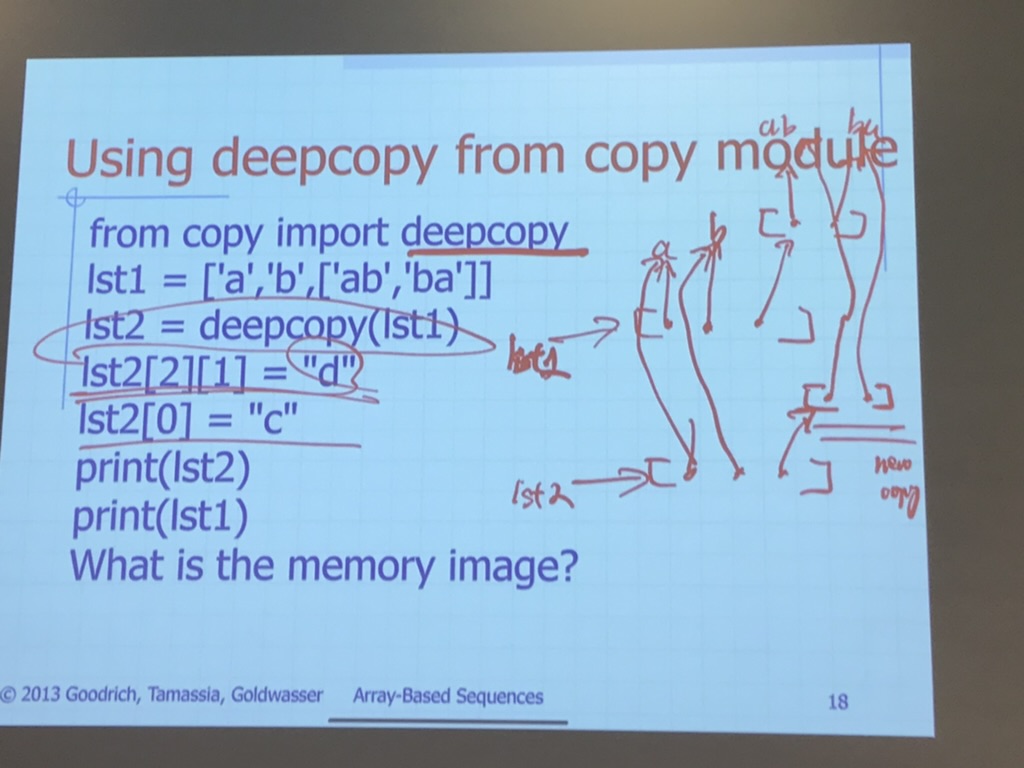 Using deepcopy from copy module
from copy import deepcopy
lst1 = ['a','b',['ab','ba']]
lst2 = deepcopy(lst1)
lst2[2][1] = "d"
lst2[0] = "c"
print(lst2)
print(lst1)
What is the memory image?
ab ba
[ ]
a b
lst1 [ ]
[ ]
lst2 [ ]
new
copy
© 2013 Goodrich, Tamassia, Goldwasser Array-Based Sequences 18